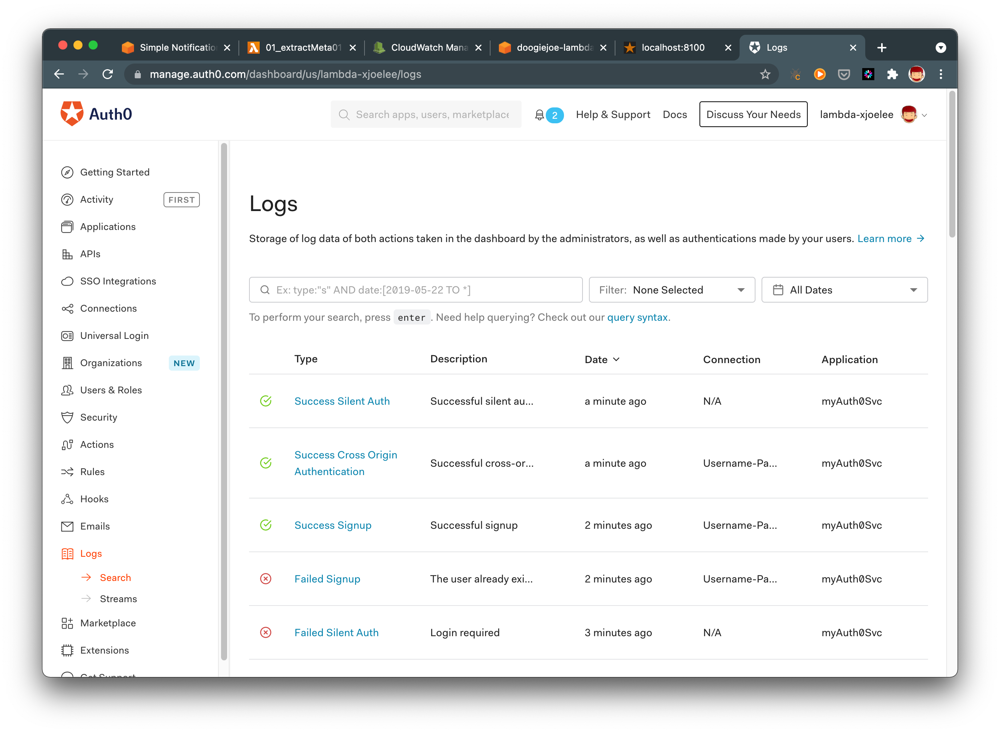 Simple Notificatio
01_extractMeta01
CloudWatch Mana
doogiejoe-lambda
localhost:8100
Logs
manage.auth0.com/dashboard/us/lambda-xjoelee/logs
Auth0
Search apps, users, marketplace
2
Help & Support
Docs
Discuss Your Needs
lambda-xjoelee
Getting Started
Activity
FIRST
Applications
APIs
SSO Integrations
Connections
Universal Login
Organizations
NEW
Users & Roles
Security
Actions
Rules
Hooks
Emails
Logs
Search
Streams
Marketplace
Extensions
Get Support
Logs
Storage of log data of both actions taken in the dashboard by the administrators, as well as authentications made by your users. Learn more →
Ex: type:"s" AND date:[2019-05-22 TO *]
Filter: None Selected
All Dates
To perform your search, press enter. Need help querying? Check out our query syntax.
Type Description Date Connection Application
Success Silent Auth Successful silent au... a minute ago N/A myAuth0Svc
Success Cross Origin
Authentication
Successful cross-or... a minute ago Username-Pa... myAuth0Svc
Success Signup Successful signup 2 minutes ago Username-Pa... myAuth0Svc
Failed Signup The user already exi... 2 minutes ago Username-Pa... myAuth0Svc
Failed Silent Auth Login required 3 minutes ago N/A myAuth0Svc